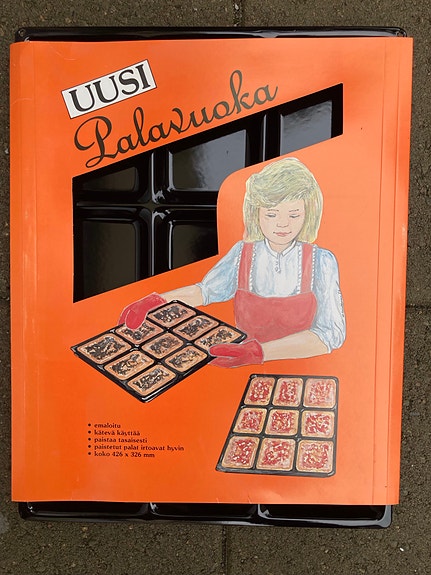 UUSI
Palavuoka
• emaloitu
• kätevä käyttää
• paistaa tasaisesti
• paistetut palat irtoavat hyvin
• koko 426 x 326 mm